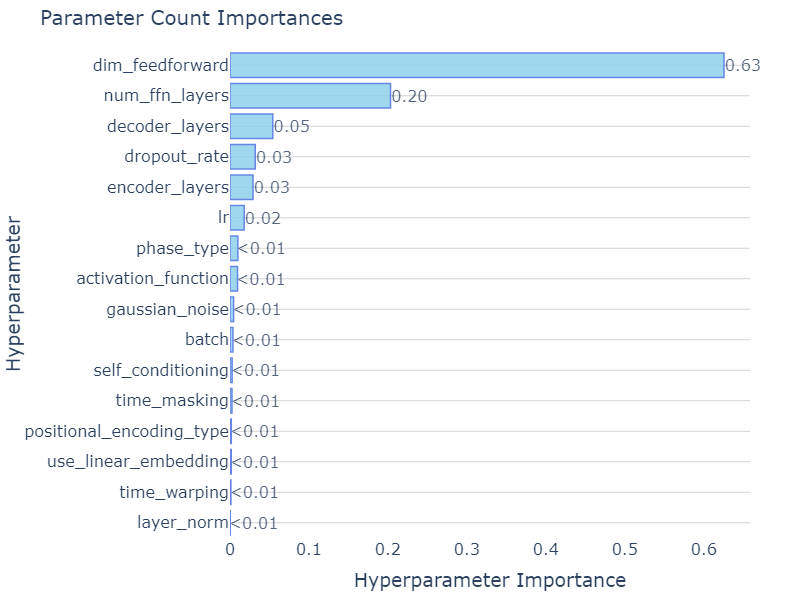 Parameter Count Importances
Hyperparameter
dim_feedforward 0.63
num_ffn_layers 0.20
decoder_layers 0.05
dropout_rate 0.03
encoder_layers 0.03
lr 0.02
phase_type <0.01
activation_function <0.01
gaussian_noise <0.01
batch <0.01
self_conditioning <0.01
time_masking <0.01
positional_encoding_type <0.01
use_linear_embedding <0.01
time_warping <0.01
layer_norm <0.01
0 0.1 0.2 0.3 0.4 0.5 0.6
Hyperparameter Importance